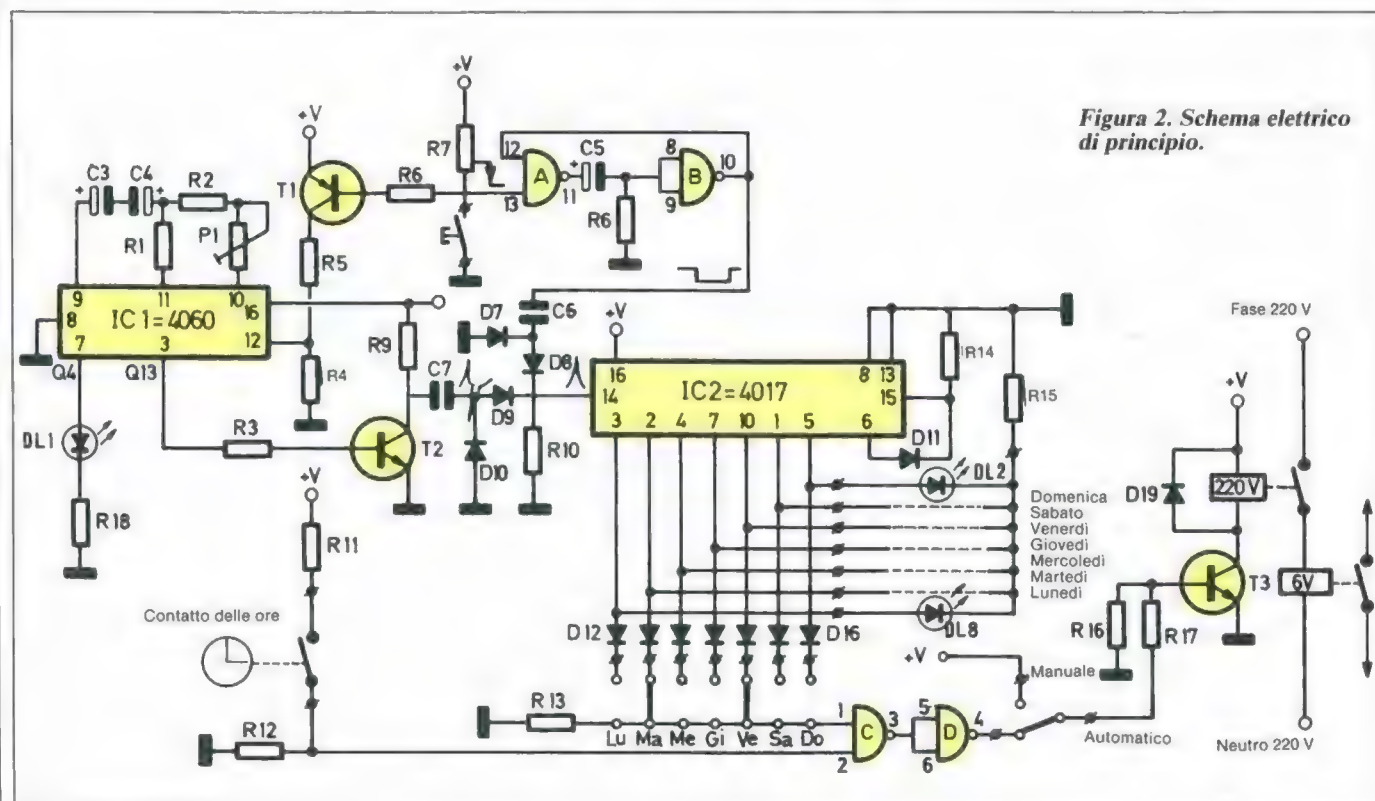 Figura 2. Schema elettrico
di principio.
+V
+V
C3
C4
R2
R1
P1
T1
R5
R6
R7
12
13
A
11
C5
R6
8
9
B
10
9
11
10
16
8
IC 1=4060
7
3
12
Q4
Q13
R9
R4
D7
C6
D8
C7
D9
D10
R10
+V
16
14
IC2=4017
8
13
15
3
2
4
7
10
1
5
6
R14
R15
D11
DL1
R18
R3
T2
+V
R11
DL2
Domenica
Sabato
Venerdì
Giovedì
Mercoledì
Martedì
Lunedì
DL8
D12
D16
Fase 220 V
+V
D19
220V
6V
T3
R16
R17
Contatto delle ore
+V
Manuale
R13
Lu Ma Me Gi Ve Sa Do
1
2
C
3
5
6
D
4
Automatico
R12
Neutro 220 V